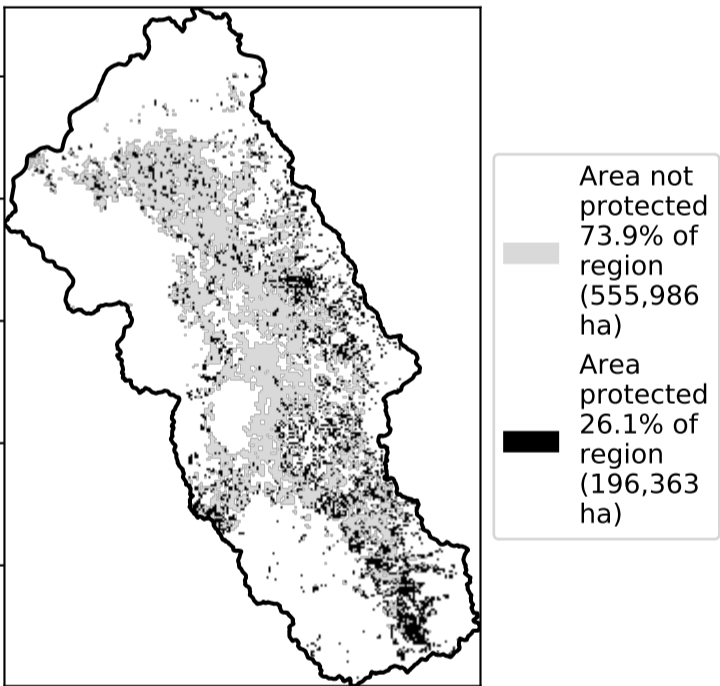 Area not
protected
73.9% of
region
(555,986
ha)
Area
protected
26.1% of
region
(196,363
ha)